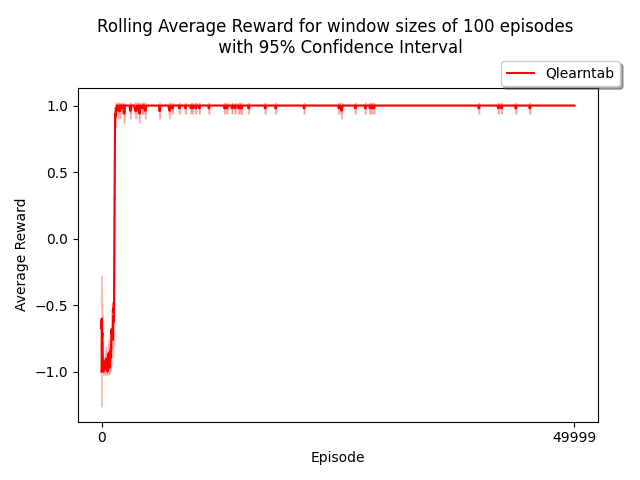 Rolling Average Reward for window sizes of 100 episodes
with 95% Confidence Interval
Qlearntab
1.0
0.5
0.0
−0.5
−1.0
Average Reward
0
49999
Episode